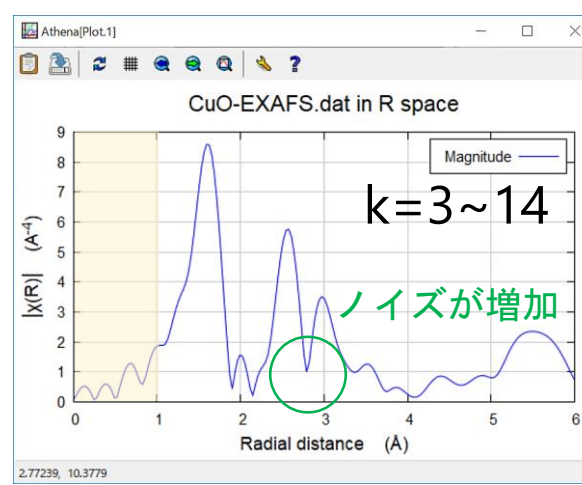 Athena[Plot.1]
CuO-EXAFS.dat in R space
Magnitude
k=3~14
ノイズが増加
|χ(R)| (A⁻⁴)
9
8
7
6
5
4
3
2
1
0
0 1 2 3 4 5 6
Radial distance (Å)
2.77239, 10.3779